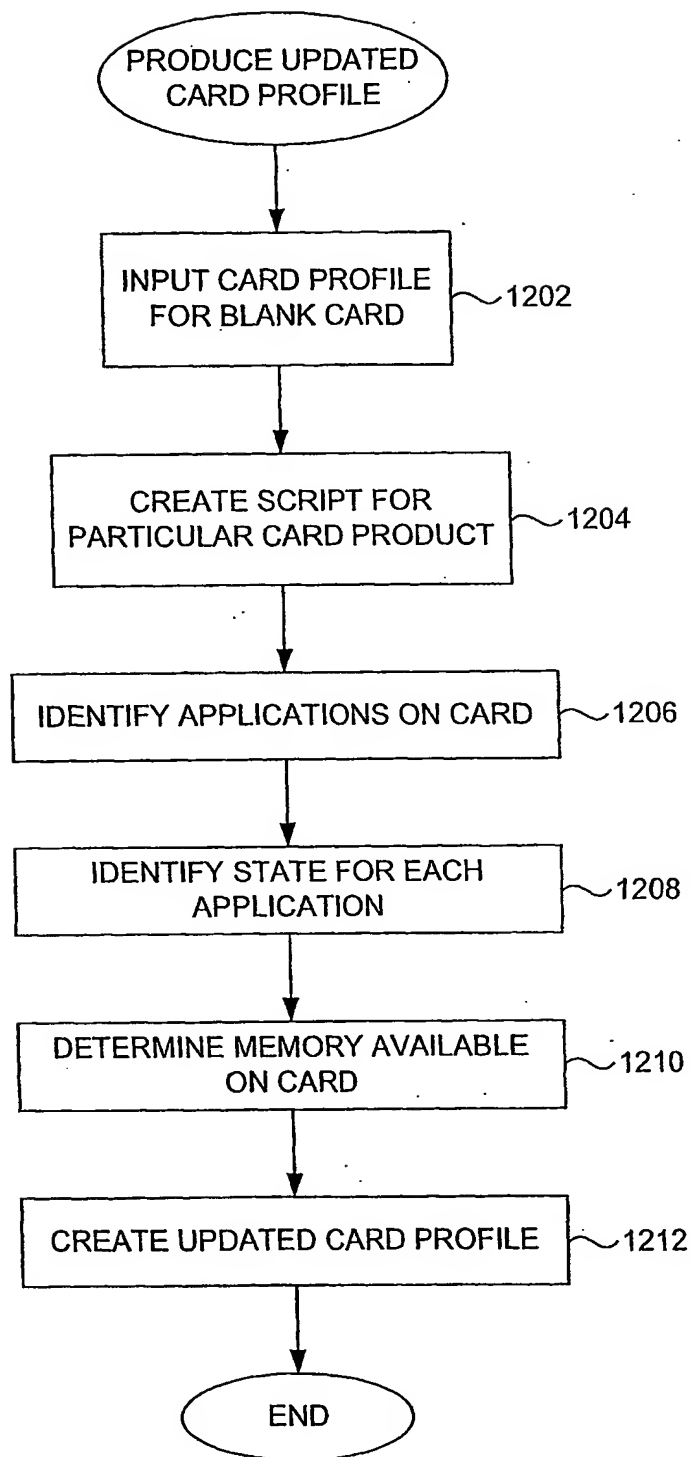 PRODUCE UPDATED
CARD PROFILE
INPUT CARD PROFILE
FOR BLANK CARD
1202
CREATE SCRIPT FOR
PARTICULAR CARD PRODUCT
1204
IDENTIFY APPLICATIONS ON CARD
1206
IDENTIFY STATE FOR EACH
APPLICATION
1208
DETERMINE MEMORY AVAILABLE
ON CARD
1210
CREATE UPDATED CARD PROFILE
1212
END